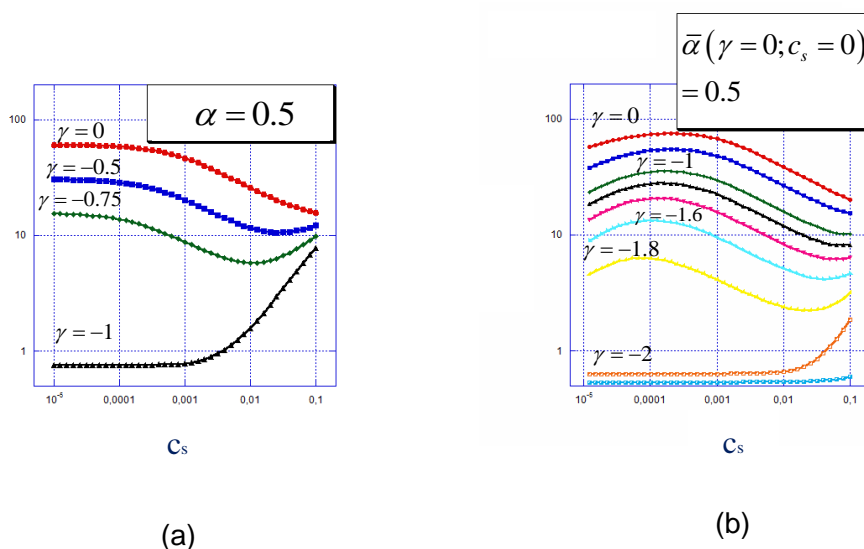 α = 0.5
100
10
1
γ = 0
γ = −0.5
γ = −0.75
γ = −1
10⁻⁵ 0,0001 0,001 0,01 0,1
cₛ
(a)
ᾱ(γ = 0; cₛ = 0)
= 0.5
100
10
1
γ = 0
γ = −1
γ = −1.6
γ = −1.8
γ = −2
10⁻⁵ 0,0001 0,001 0,01 0,1
cₛ
(b)